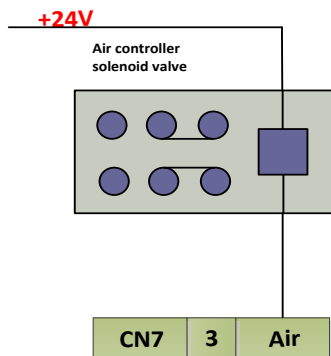 +24V
Air controller
solenoid valve
CN7 3 Air